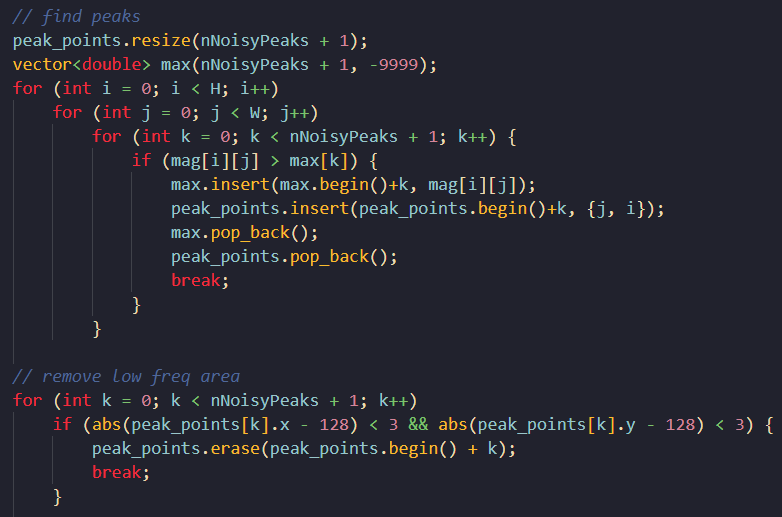 // find peaks
peak_points.resize(nNoisyPeaks + 1);
vector<double> max(nNoisyPeaks + 1, -9999);
for (int i = 0; i < H; i++)
    for (int j = 0; j < W; j++)
        for (int k = 0; k < nNoisyPeaks + 1; k++) {
            if (mag[i][j] > max[k]) {
                max.insert(max.begin()+k, mag[i][j]);
                peak_points.insert(peak_points.begin()+k, {j, i});
                max.pop_back();
                peak_points.pop_back();
                break;
            }
        }
// remove low freq area
for (int k = 0; k < nNoisyPeaks + 1; k++)
    if (abs(peak_points[k].x - 128) < 3 && abs(peak_points[k].y - 128) < 3) {
        peak_points.erase(peak_points.begin() + k);
        break;
    }